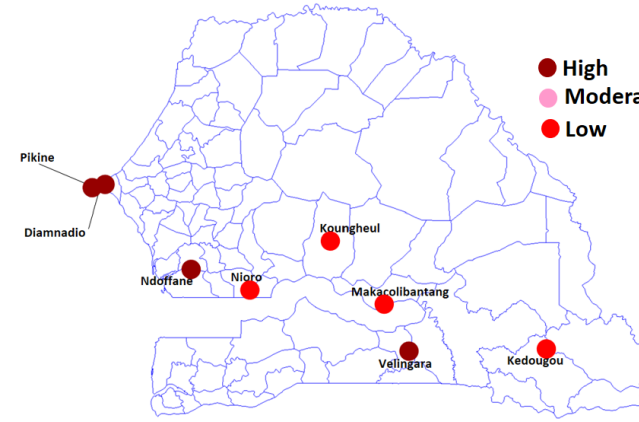 High
Modera
Low
Pikine
Diamnadio
Koungheul
Ndoffane
Nioro
Makacolibantang
Velingara
Kedougou